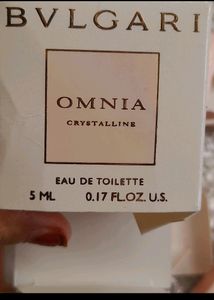 BVLGARI
OMNIA
CRYSTALLINE
EAU DE TOILETTE
5 ML 0.17 FL.OZ. U.S.